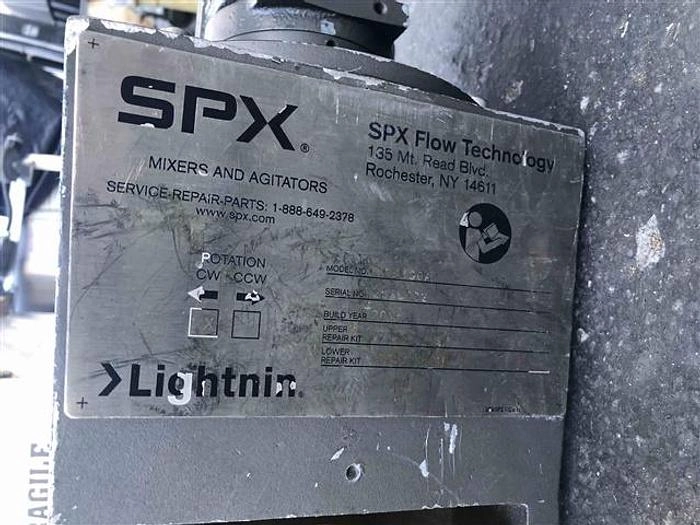 SPX®
MIXERS AND AGITATORS
SERVICE-REPAIR-PARTS: 1-888-649-2378
www.spx.com
SPX Flow Technology
135 Mt. Read Blvd.
Rochester, NY 14611
ROTATION
CW CCW
MODEL NO.
SERIAL NO.
BUILD YEAR
UPPER
REPAIR KIT
LOWER
REPAIR KIT
Lightnin®
FRAGILE